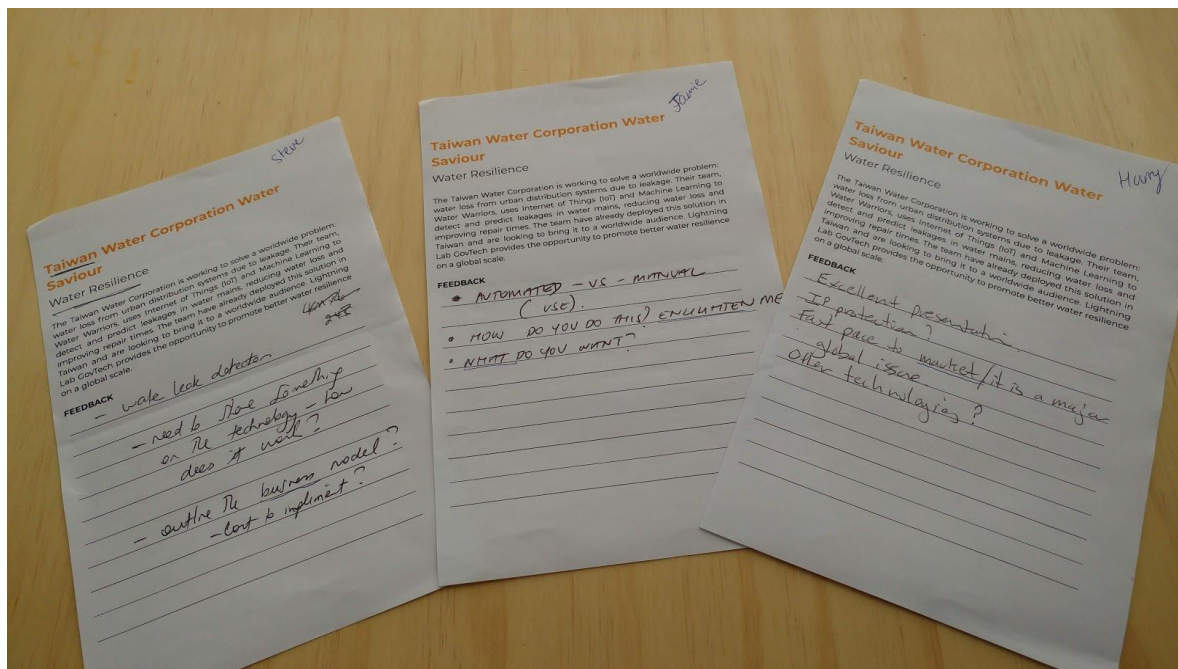 Steve
Taiwan Water Corporation Water
Saviour
Water Resilience
The Taiwan Water Corporation is working to solve a worldwide problem:
water loss from urban distribution systems due to leakage. Their team,
Water Warriors, uses Internet of Things (IoT) and Machine Learning to
detect and predict leakages in water mains, reducing water loss and
improving repair times. The team have already deployed this solution in
Taiwan and are looking to bring it to a worldwide audience. Lightning
Lab GovTech provides the opportunity to promote better water resilience
on a global scale.
FEEDBACK
- leak detector
- need to something
on the technology - how
does it work?
- outline the business model?
- Cost to impliment?
Jamie
Taiwan Water Corporation Water
Saviour
Water Resilience
The Taiwan Water Corporation is working to solve a worldwide problem:
water loss from urban distribution systems due to leakage. Their team,
Water Warriors, uses Internet of Things (IoT) and Machine Learning to
detect and predict leakages in water mains, reducing water loss and
improving repair times. The team have already deployed this solution in
Taiwan and are looking to bring it to a worldwide audience. Lightning
Lab GovTech provides the opportunity to promote better water resilience
on a global scale.
FEEDBACK
• AUTOMATED - VS - MANUAL
(USE).
• HOW DO YOU DO THIS) ENLIGHTEN ME
• WHAT DO YOU WANT?
Harry
Taiwan Water Corporation Water
Saviour
Water Resilience
The Taiwan Water Corporation is working to solve a worldwide problem:
water loss from urban distribution systems due to leakage. Their team,
Water Warriors, uses Internet of Things (IoT) and Machine Learning to
detect and predict leakages in water mains, reducing water loss and
improving repair times. The team have already deployed this solution in
Taiwan and are looking to bring it to a worldwide audience. Lightning
Lab GovTech provides the opportunity to promote better water resilience
on a global scale.
FEEDBACK
Excellent presentation.
IP protection?
Fast pace to market/it is a major
global issue.
Other technologies?